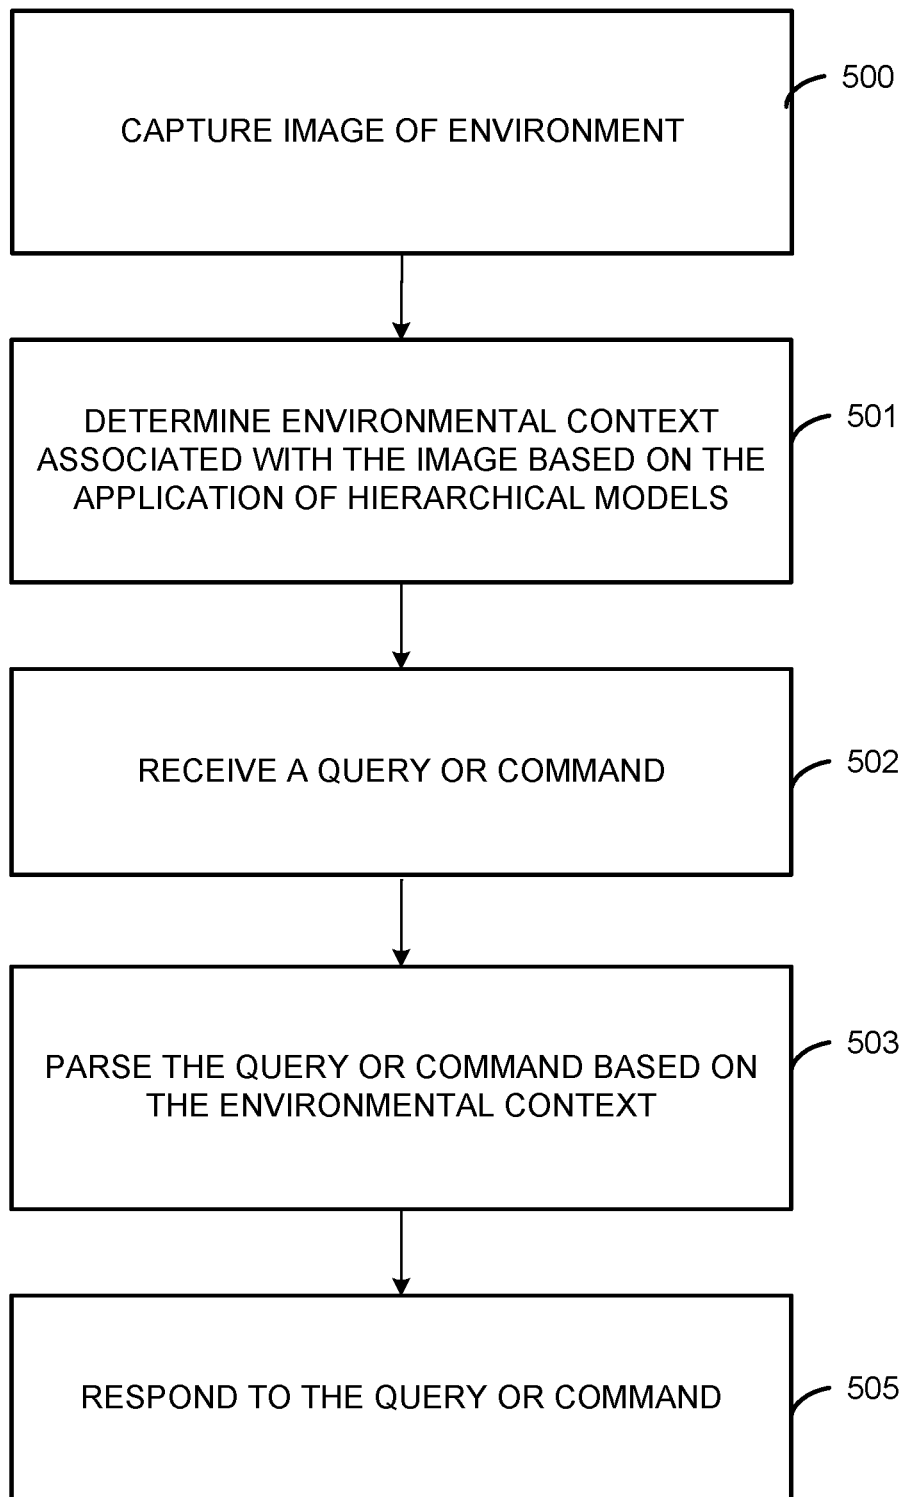 CAPTURE IMAGE OF ENVIRONMENT
500
DETERMINE ENVIRONMENTAL CONTEXT
ASSOCIATED WITH THE IMAGE BASED ON THE
APPLICATION OF HIERARCHICAL MODELS
501
RECEIVE A QUERY OR COMMAND
502
PARSE THE QUERY OR COMMAND BASED ON
THE ENVIRONMENTAL CONTEXT
503
RESPOND TO THE QUERY OR COMMAND
505